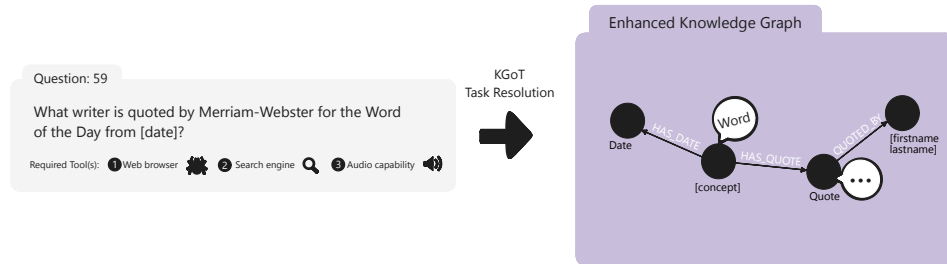 Question: 59
What writer is quoted by Merriam-Webster for the Word
of the Day from [date]?
Required Tool(s): 1 Web browser 2 Search engine 3 Audio capability
KGoT
Task Resolution
Enhanced Knowledge Graph
Word
Date
HAS_DATE
[concept]
HAS_QUOTE
Quote
QUOTED_BY
[firstname
lastname]